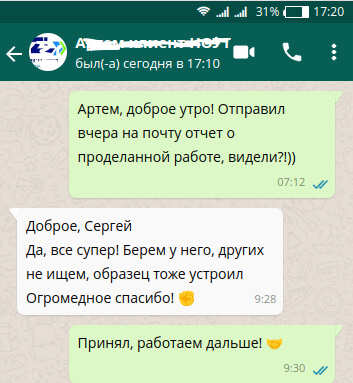 31% 17:20
был(-а) сегодня в 17:10
Артем, доброе утро! Отправил
вчера на почту отчет о
проделанной работе, видели?!))
07:12
Доброе, Сергей
Да, все супер! Берем у него, других
не ищем, образец тоже устроил
Огромедное спасибо! ✊
9:28
Принял, работаем дальше! 🤝
9:30